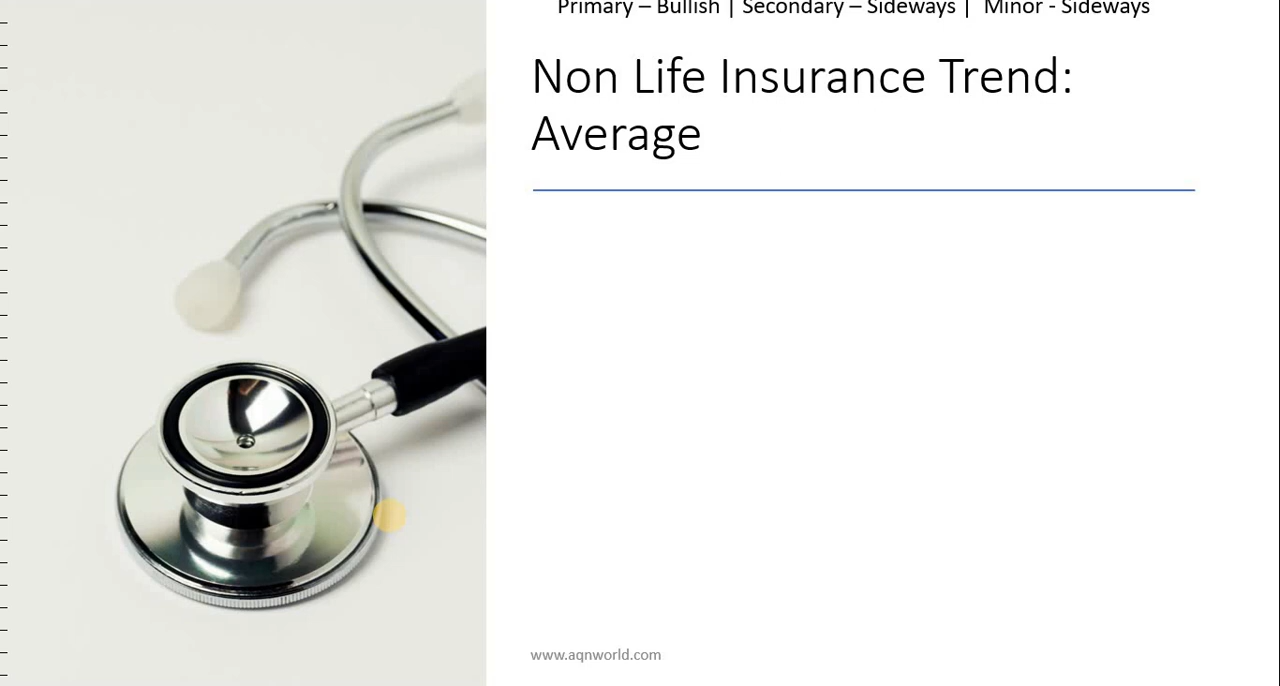 Primary – Bullish | Secondary – Sideways | Minor - Sideways
Non Life Insurance Trend:
Average
www.aqnworld.com